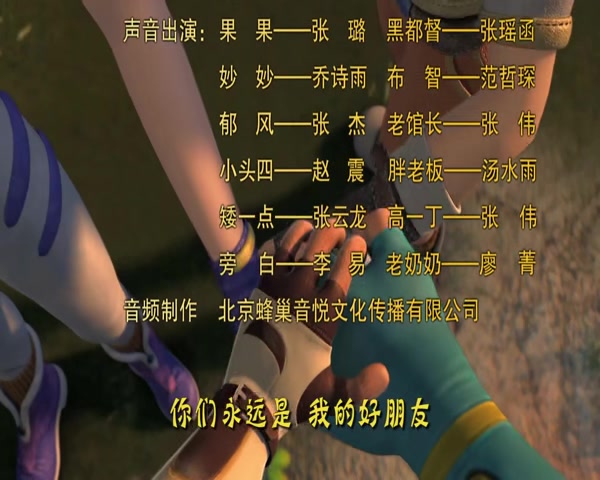 声音出演：果 果——张 璐 黑都督——张瑶函
妙 妙——乔诗雨 布 智——范哲琛
郁 风——张 杰 老馆长——张 伟
小头四——赵 震 胖老板——汤水雨
矮一点——张云龙 高一丁——张 伟
旁 白——李 易 老奶奶——廖 菁
音频制作 北京蜂巢音悦文化传播有限公司
你们永远是 我的好朋友